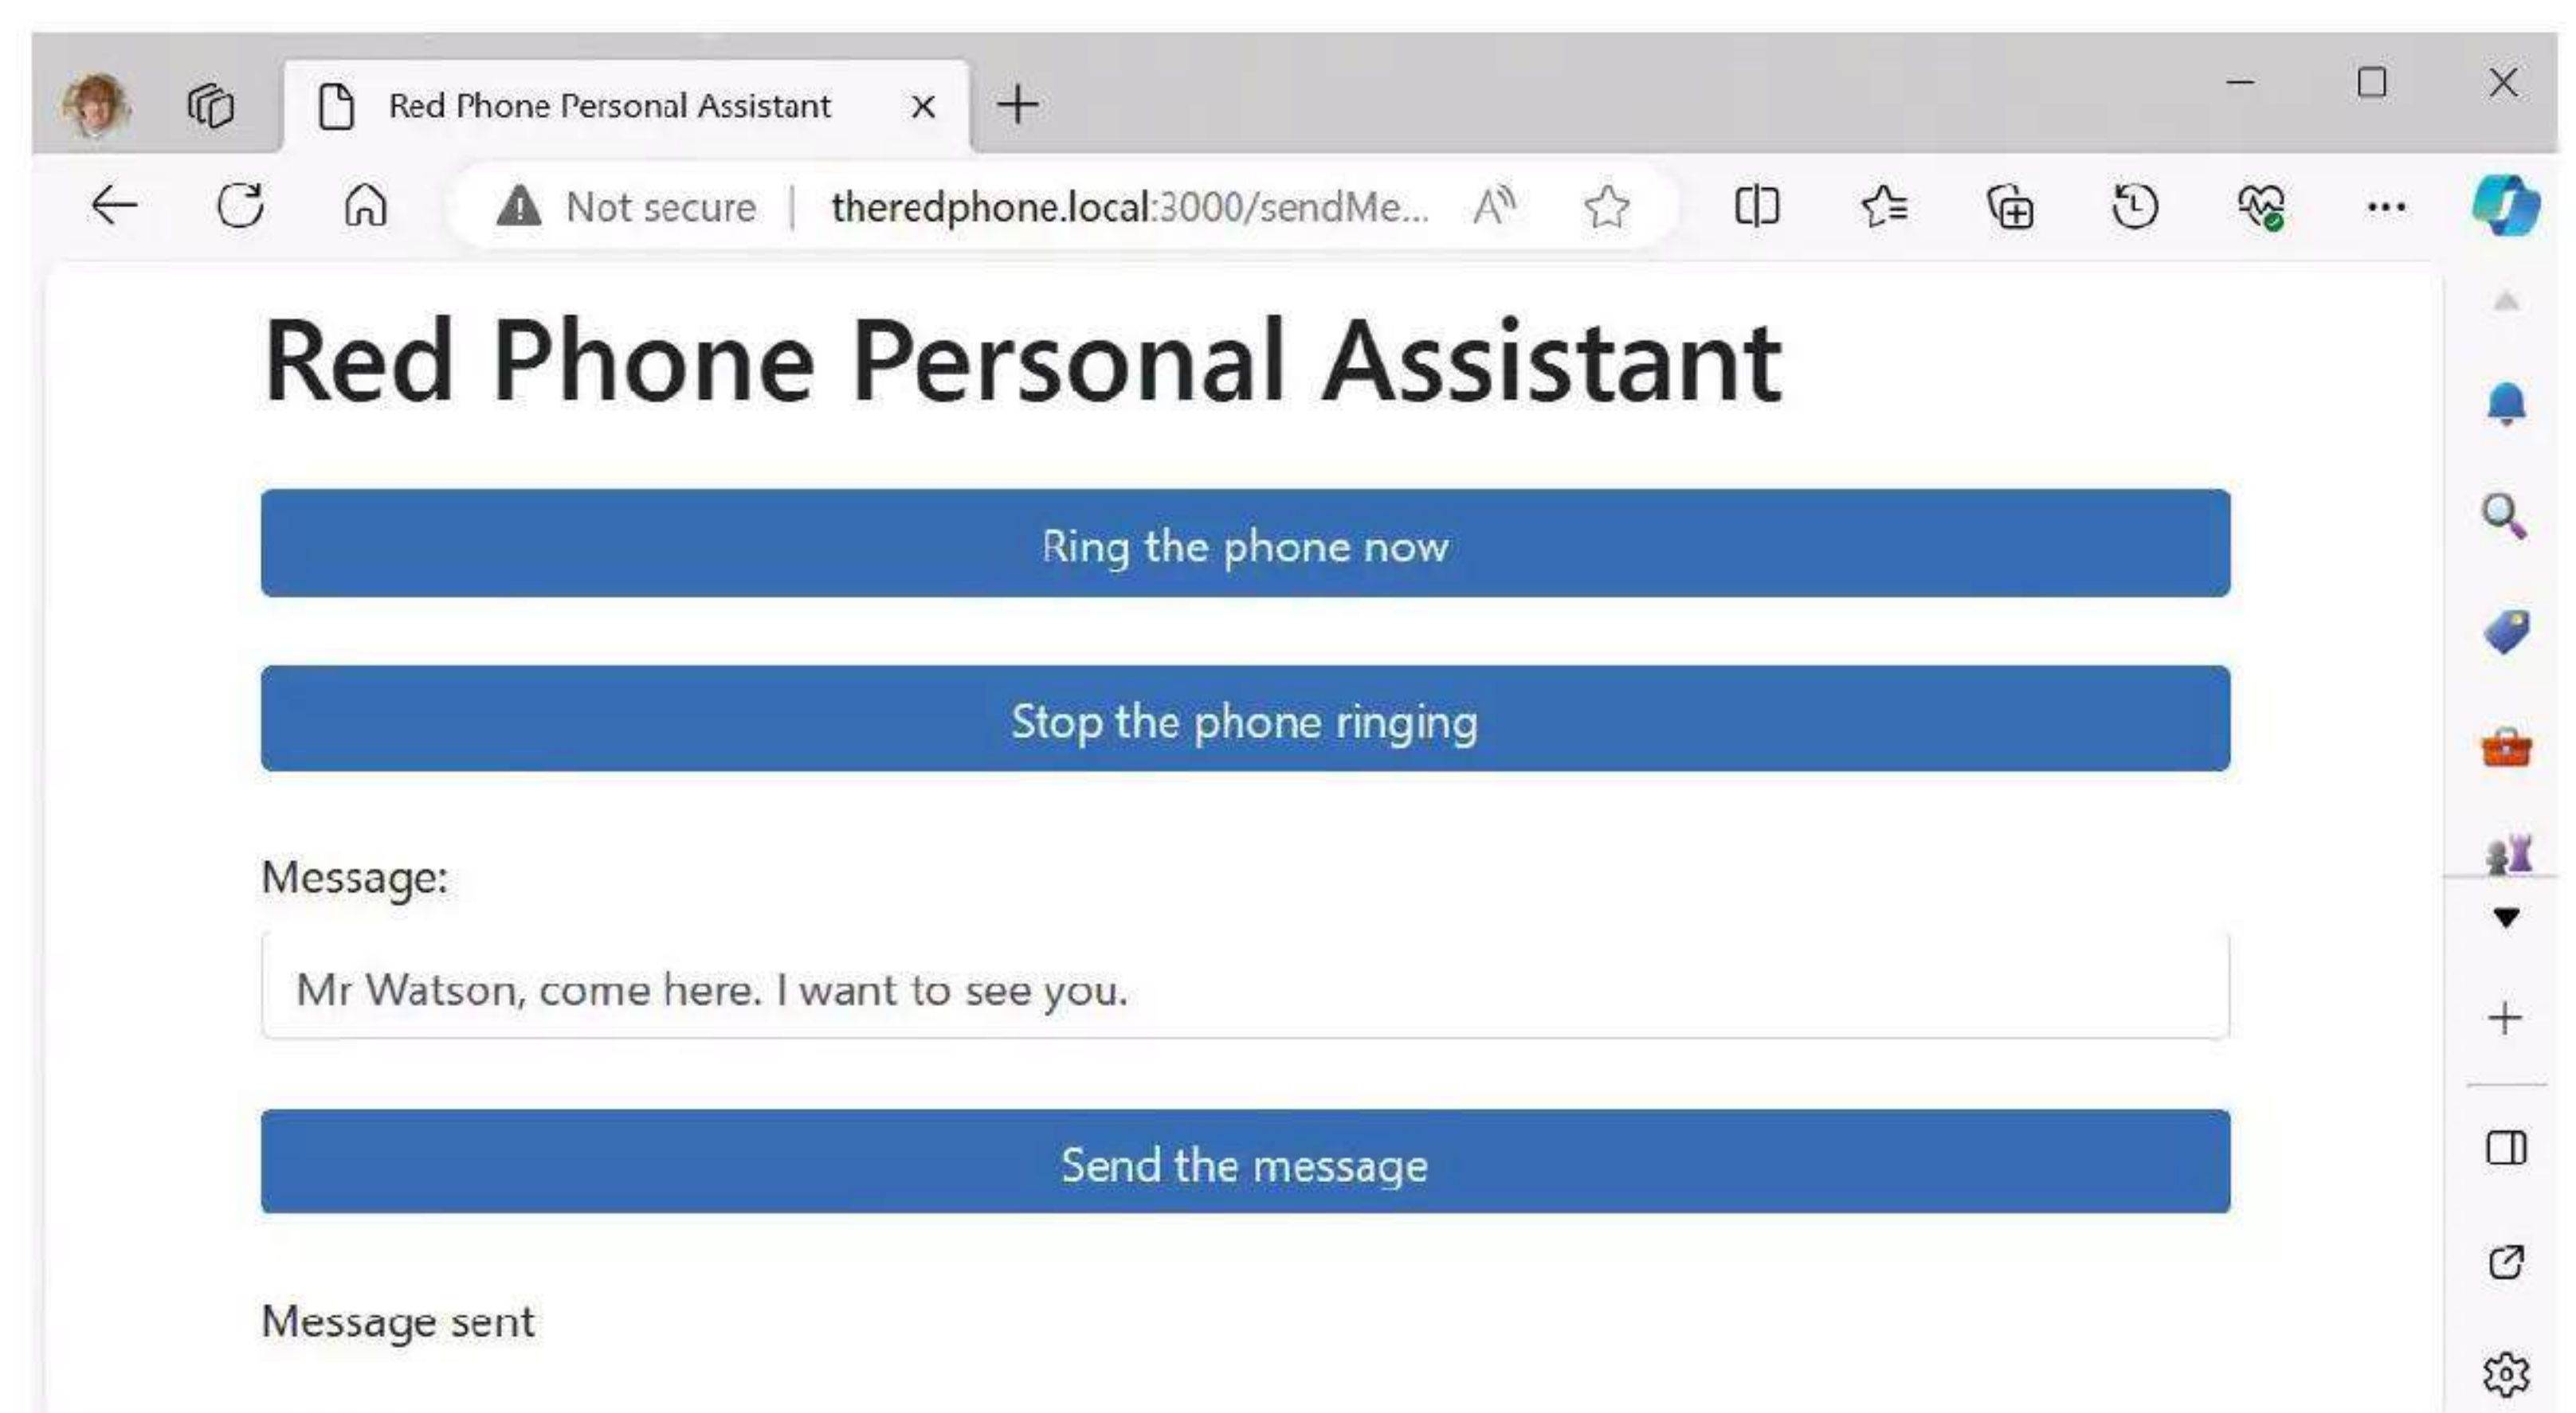 Red Phone Personal Assistant
Not secure | theredphone.local:3000/sendMe...
Red Phone Personal Assistant
Ring the phone now
Stop the phone ringing
Message:
Mr Watson, come here. I want to see you.
Send the message
Message sent